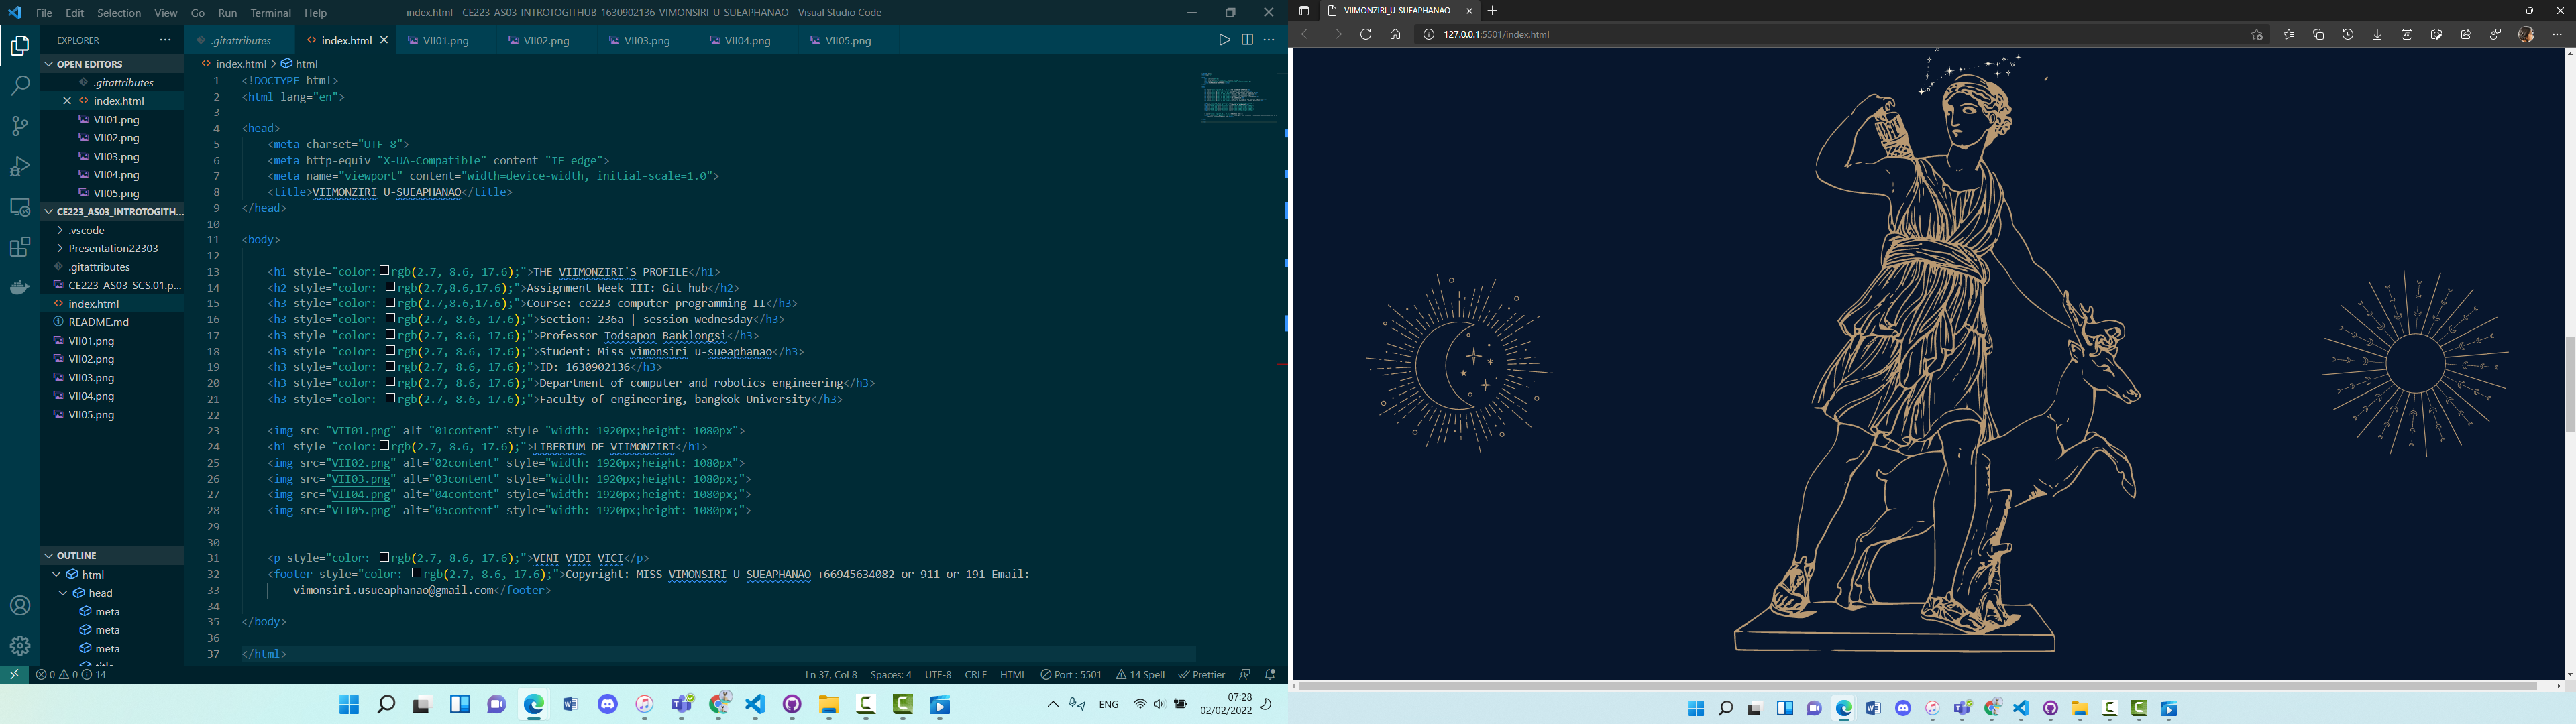 File Edit Selection View Go Run Terminal Help
index.html - CE223_AS03_INTROTOGITHUB_1630902136_VIMONSIRI_U-SUEAPHANAO - Visual Studio Code
EXPLORER
.gitattributes
index.html
VII01.png
VII02.png
VII03.png
VII04.png
VII05.png
OPEN EDITORS
.gitattributes
index.html
VII01.png
VII02.png
VII03.png
VII04.png
VII05.png
CE223_AS03_INTROTOGITH...
.vscode
Presentation22303
.gitattributes
CE223_AS03_SCS.01.p...
index.html
README.md
VII01.png
VII02.png
VII03.png
VII04.png
VII05.png
OUTLINE
html
head
meta
meta
meta
index.html > html
1 <!DOCTYPE html>
2 <html lang="en">
3
4 <head>
5 <meta charset="UTF-8">
6 <meta http-equiv="X-UA-Compatible" content="IE=edge">
7 <meta name="viewport" content="width=device-width, initial-scale=1.0">
8 <title>VIIMONZIRI_U-SUEAPHANAO</title>
9 </head>
10
11 <body>
12
13 <h1 style="color:rgb(2.7, 8.6, 17.6);">THE VIIMONZIRI'S PROFILE</h1>
14 <h2 style="color: rgb(2.7,8.6,17.6);">Assignment Week III: Git_hub</h2>
15 <h3 style="color: rgb(2.7,8.6,17.6);">Course: ce223-computer programming II</h3>
16 <h3 style="color: rgb(2.7, 8.6, 17.6);">Section: 236a | session wednesday</h3>
17 <h3 style="color: rgb(2.7, 8.6, 17.6);">Professor Todsapon Banklongsi</h3>
18 <h3 style="color: rgb(2.7, 8.6, 17.6);">Student: Miss vimonsiri u-sueaphanao</h3>
19 <h3 style="color: rgb(2.7, 8.6, 17.6);">ID: 1630902136</h3>
20 <h3 style="color: rgb(2.7, 8.6, 17.6);">Department of computer and robotics engineering</h3>
21 <h3 style="color: rgb(2.7, 8.6, 17.6);">Faculty of engineering, bangkok University</h3>
22
23 <img src="VII01.png" alt="01content" style="width: 1920px;height: 1080px">
24 <h1 style="color:rgb(2.7, 8.6, 17.6);">LIBERIUM DE VIIMONZIRI</h1>
25 <img src="VII02.png" alt="02content" style="width: 1920px;height: 1080px">
26 <img src="VII03.png" alt="03content" style="width: 1920px;height: 1080px;">
27 <img src="VII04.png" alt="04content" style="width: 1920px;height: 1080px;">
28 <img src="VII05.png" alt="05content" style="width: 1920px;height: 1080px;">
29
30
31 <p style="color: rgb(2.7, 8.6, 17.6);">VENI VIDI VICI</p>
32 <footer style="color: rgb(2.7, 8.6, 17.6);">Copyright: MISS VIMONSIRI U-SUEAPHANAO +66945634082 or 911 or 191 Email:
33 vimonsiri.usueaphanao@gmail.com</footer>
34
35 </body>
36
37 </html>
0 0 14
Ln 37, Col 8 Spaces: 4 UTF-8 CRLF HTML Port : 5501 14 Spell Prettier
ENG
07:28
02/02/2022
VIIMONZIRI_U-SUEAPHANAO
127.0.0.1:5501/index.html